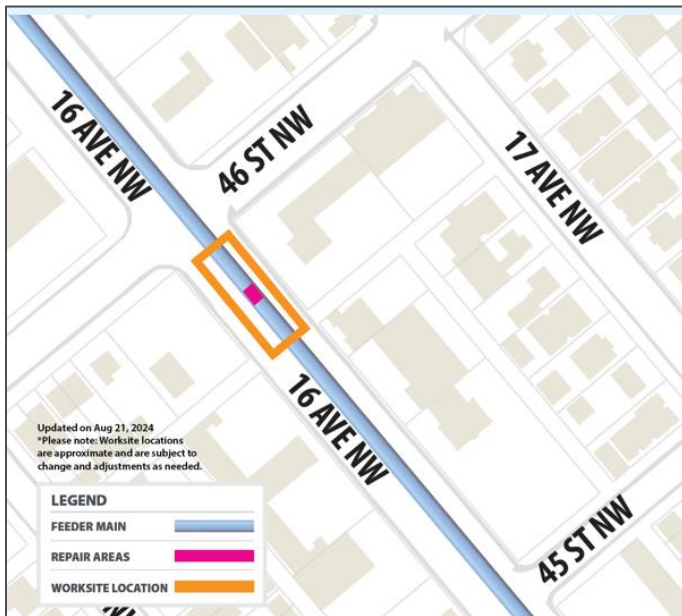 16 AVE NW
46 ST NW
17 AVE NW
16 AVE NW
45 ST NW
Updated on Aug 21, 2024
*Please note: Worksite locations
are approximate and are subject to
change and adjustments as needed.
LEGEND
FEEDER MAIN
REPAIR AREAS
WORKSITE LOCATION